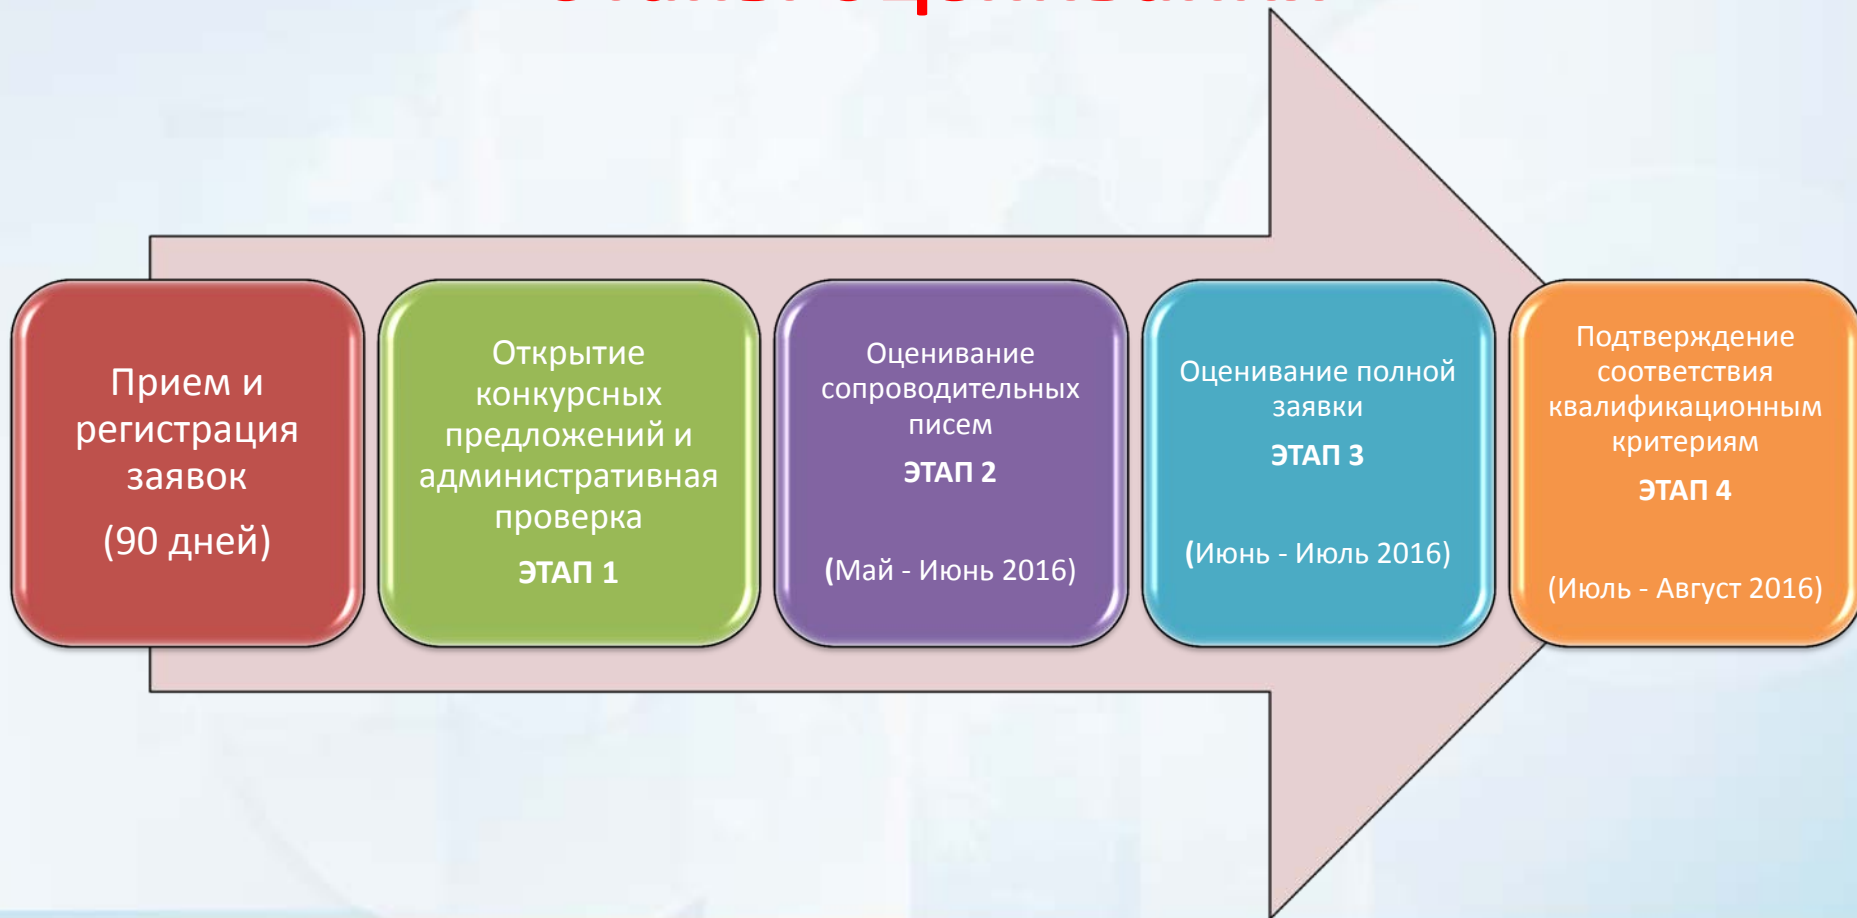 Прием и
регистрация
заявок
(90 дней)
Открытие
конкурсных
предложений и
административная
проверка
ЭТАП 1
Оценивание
сопроводительных
писем
ЭТАП 2
(Май - Июнь 2016)
Оценивание полной
заявки
ЭТАП 3
(Июнь - Июль 2016)
Подтверждение
соответствия
квалификационным
критериям
ЭТАП 4
(Июль - Август 2016)